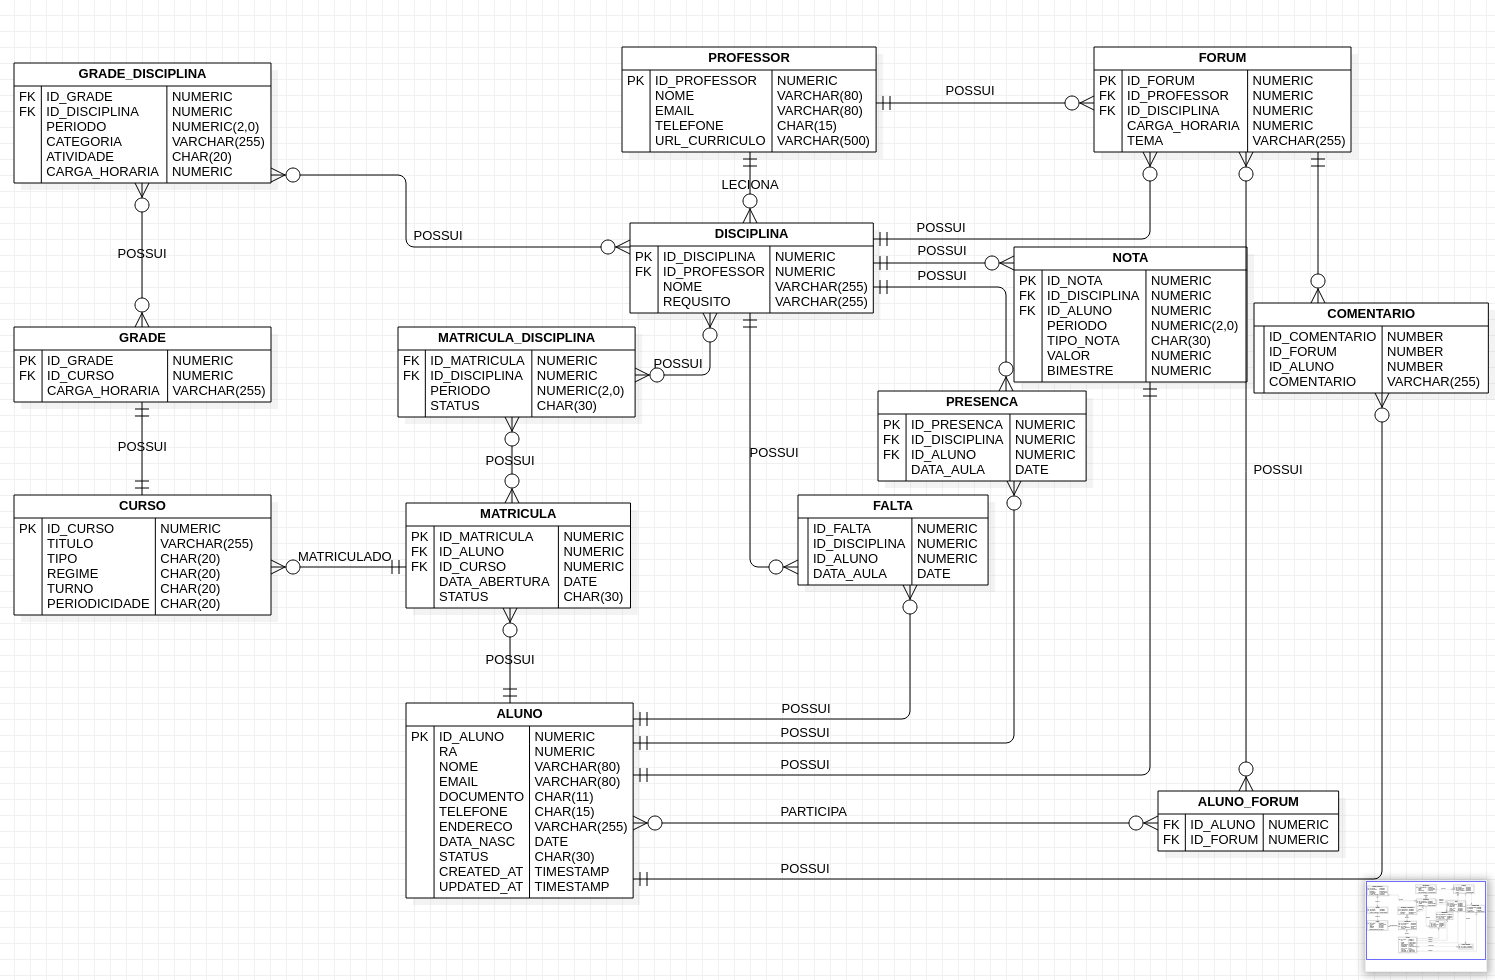 GRADE_DISCIPLINA
FK ID_GRADE NUMERIC
FK ID_DISCIPLINA NUMERIC
PERIODO NUMERIC(2,0)
CATEGORIA VARCHAR(255)
ATIVIDADE CHAR(20)
CARGA_HORARIA NUMERIC
PROFESSOR
PK ID_PROFESSOR NUMERIC
NOME VARCHAR(80)
EMAIL VARCHAR(80)
TELEFONE CHAR(15)
URL_CURRICULO VARCHAR(500)
POSSUI
FORUM
PK ID_FORUM NUMERIC
FK ID_PROFESSOR NUMERIC
FK ID_DISCIPLINA NUMERIC
CARGA_HORARIA NUMERIC
TEMA VARCHAR(255)
LECIONA
POSSUI
POSSUI
DISCIPLINA
PK ID_DISCIPLINA NUMERIC
FK ID_PROFESSOR NUMERIC
NOME VARCHAR(255)
REQUSITO VARCHAR(255)
POSSUI
POSSUI
POSSUI
NOTA
PK ID_NOTA NUMERIC
FK ID_DISCIPLINA NUMERIC
FK ID_ALUNO NUMERIC
PERIODO NUMERIC(2,0)
TIPO_NOTA CHAR(30)
VALOR NUMERIC
BIMESTRE NUMERIC
COMENTARIO
ID_COMENTARIO NUMBER
ID_FORUM NUMBER
ID_ALUNO NUMBER
COMENTARIO VARCHAR(255)
GRADE
PK ID_GRADE NUMERIC
FK ID_CURSO NUMERIC
CARGA_HORARIA VARCHAR(255)
MATRICULA_DISCIPLINA
FK ID_MATRICULA NUMERIC
FK ID_DISCIPLINA NUMERIC
PERIODO NUMERIC(2,0)
STATUS CHAR(30)
POSSUI
PRESENCA
PK ID_PRESENCA NUMERIC
FK ID_DISCIPLINA NUMERIC
FK ID_ALUNO NUMERIC
DATA_AULA DATE
POSSUI
POSSUI
POSSUI
POSSUI
CURSO
PK ID_CURSO NUMERIC
TITULO VARCHAR(255)
TIPO CHAR(20)
REGIME CHAR(20)
TURNO CHAR(20)
PERIODICIDADE CHAR(20)
MATRICULADO
MATRICULA
PK ID_MATRICULA NUMERIC
FK ID_ALUNO NUMERIC
FK ID_CURSO NUMERIC
DATA_ABERTURA DATE
STATUS CHAR(30)
FALTA
ID_FALTA NUMERIC
ID_DISCIPLINA NUMERIC
ID_ALUNO NUMERIC
DATA_AULA DATE
POSSUI
ALUNO
PK ID_ALUNO NUMERIC
RA NUMERIC
NOME VARCHAR(80)
EMAIL VARCHAR(80)
DOCUMENTO CHAR(11)
TELEFONE CHAR(15)
ENDERECO VARCHAR(255)
DATA_NASC DATE
STATUS CHAR(30)
CREATED_AT TIMESTAMP
UPDATED_AT TIMESTAMP
POSSUI
POSSUI
POSSUI
PARTICIPA
POSSUI
ALUNO_FORUM
FK ID_ALUNO NUMERIC
FK ID_FORUM NUMERIC